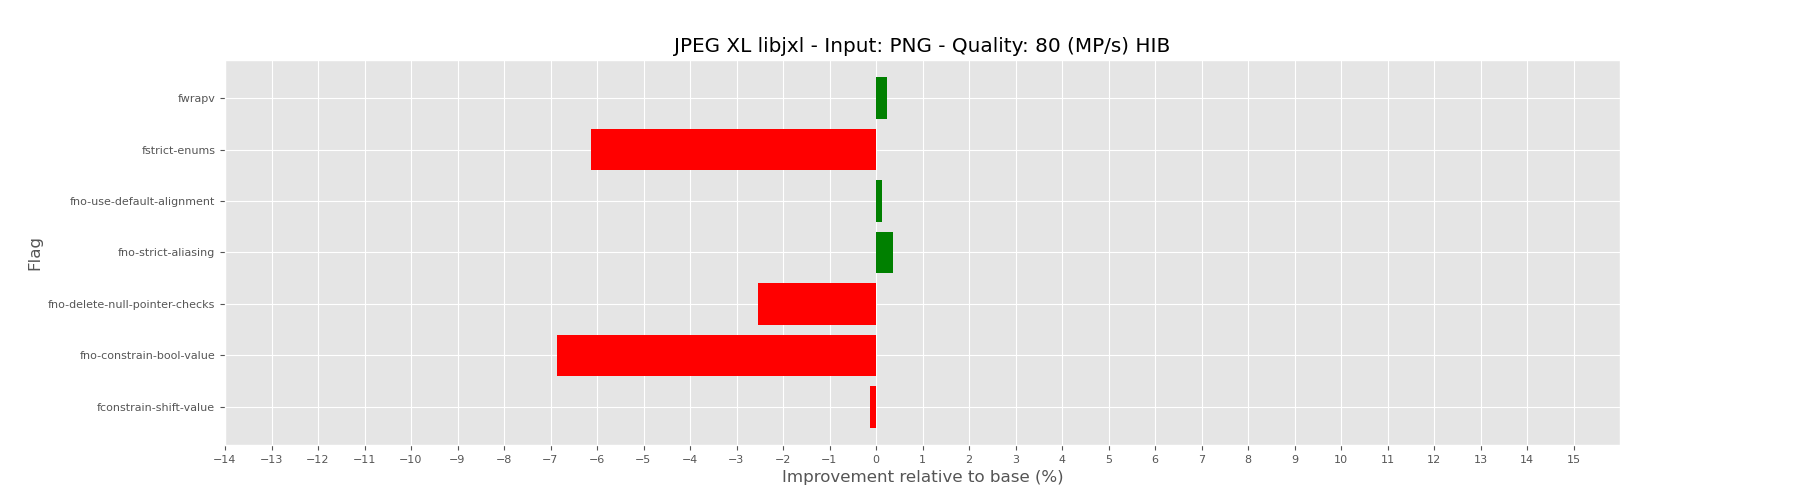 JPEG XL libjxl - Input: PNG - Quality: 80 (MP/s) HIB
Flag
fwrapv
fstrict-enums
fno-use-default-alignment
fno-strict-aliasing
fno-delete-null-pointer-checks
fno-constrain-bool-value
fconstrain-shift-value
−14 −13 −12 −11 −10 −9 −8 −7 −6 −5 −4 −3 −2 −1 0 1 2 3 4 5 6 7 8 9 10 11 12 13 14 15
Improvement relative to base (%)